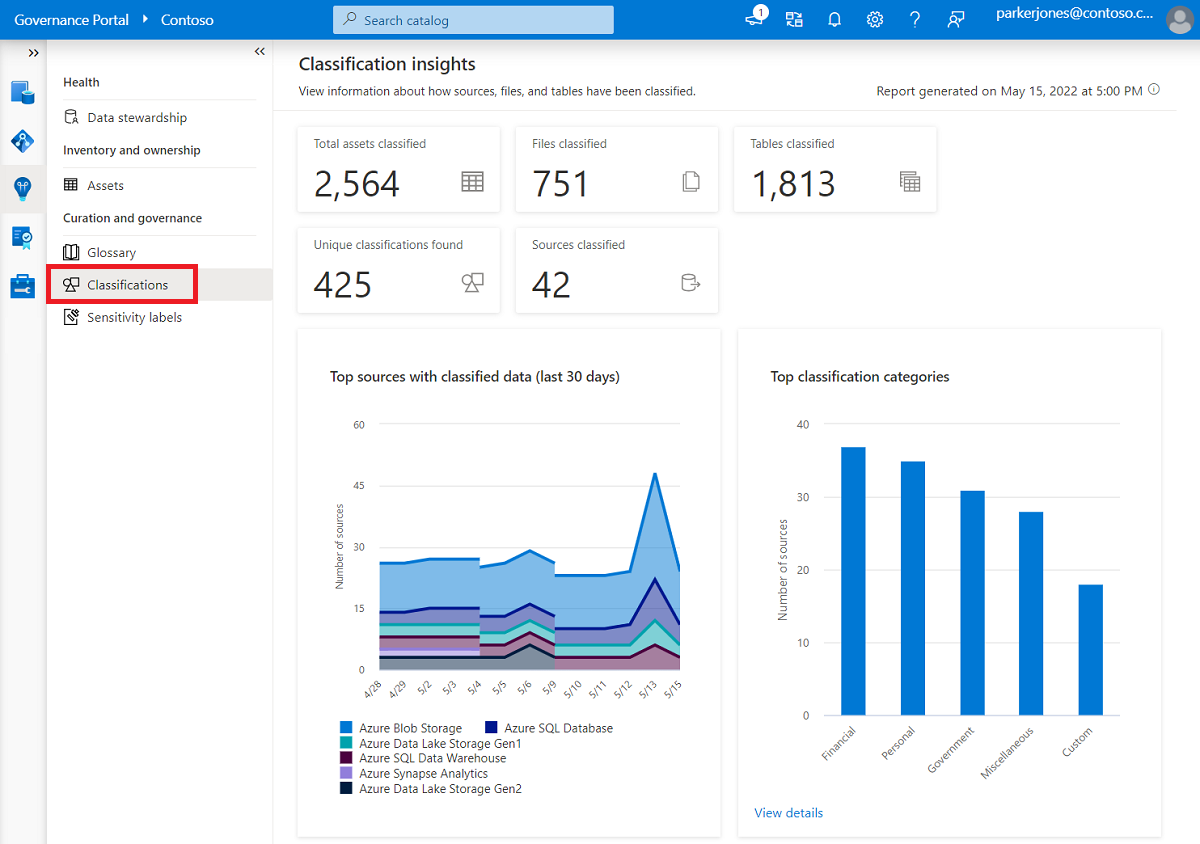 Governance Portal Contoso
Search catalog
1
parkerjones@contoso.c...
Health
Data stewardship
Inventory and ownership
Assets
Curation and governance
Glossary
Classifications
Sensitivity labels
Classification insights
View information about how sources, files, and tables have been classified.
Report generated on May 15, 2022 at 5:00 PM
Total assets classified
2,564
Files classified
751
Tables classified
1,813
Unique classifications found
425
Sources classified
42
Top sources with classified data (last 30 days)
Number of sources
60
45
30
15
0
4/28
4/29
5/2
5/3
5/4
5/5
5/6
5/9
5/10
5/11
5/12
5/13
5/15
Azure Blob Storage
Azure SQL Database
Azure Data Lake Storage Gen1
Azure SQL Data Warehouse
Azure Synapse Analytics
Azure Data Lake Storage Gen2
Top classification categories
Number of sources
40
30
20
10
0
Financial
Personal
Government
Miscellaneous
Custom
View details